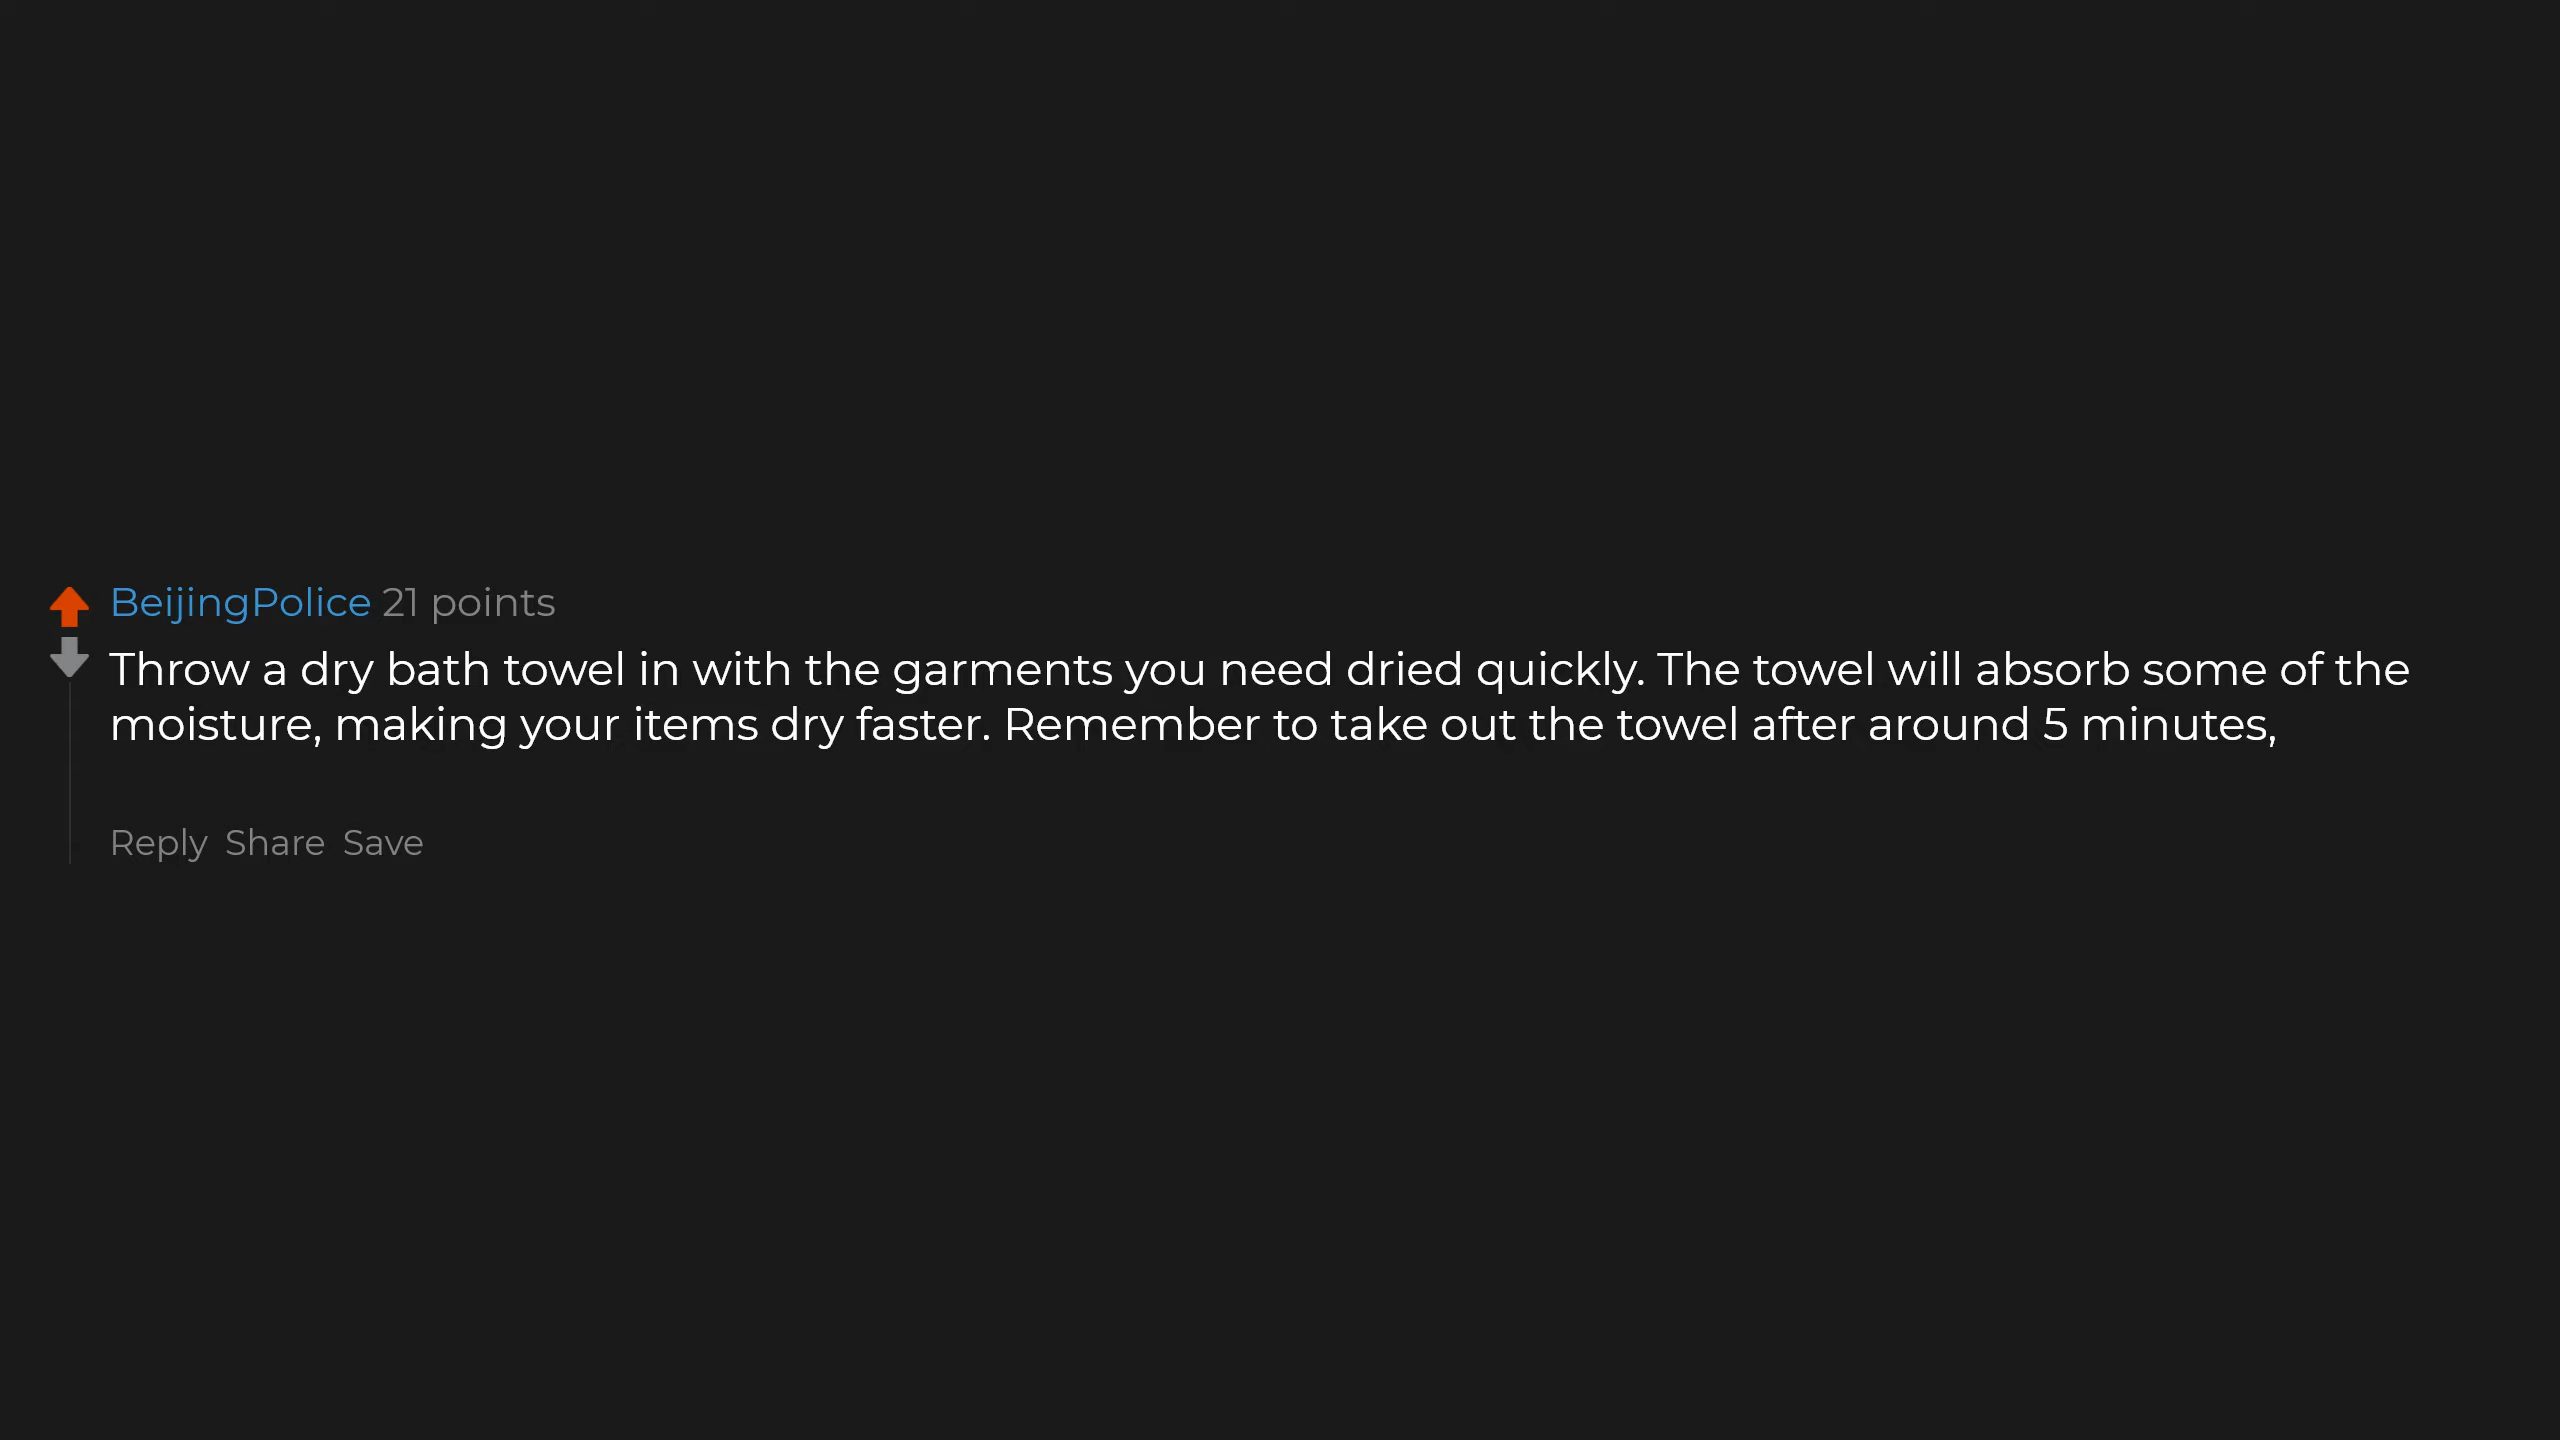 BeijingPolice 21 points
Throw a dry bath towel in with the garments you need dried quickly. The towel will absorb some of the
moisture, making your items dry faster. Remember to take out the towel after around 5 minutes,
Reply Share Save